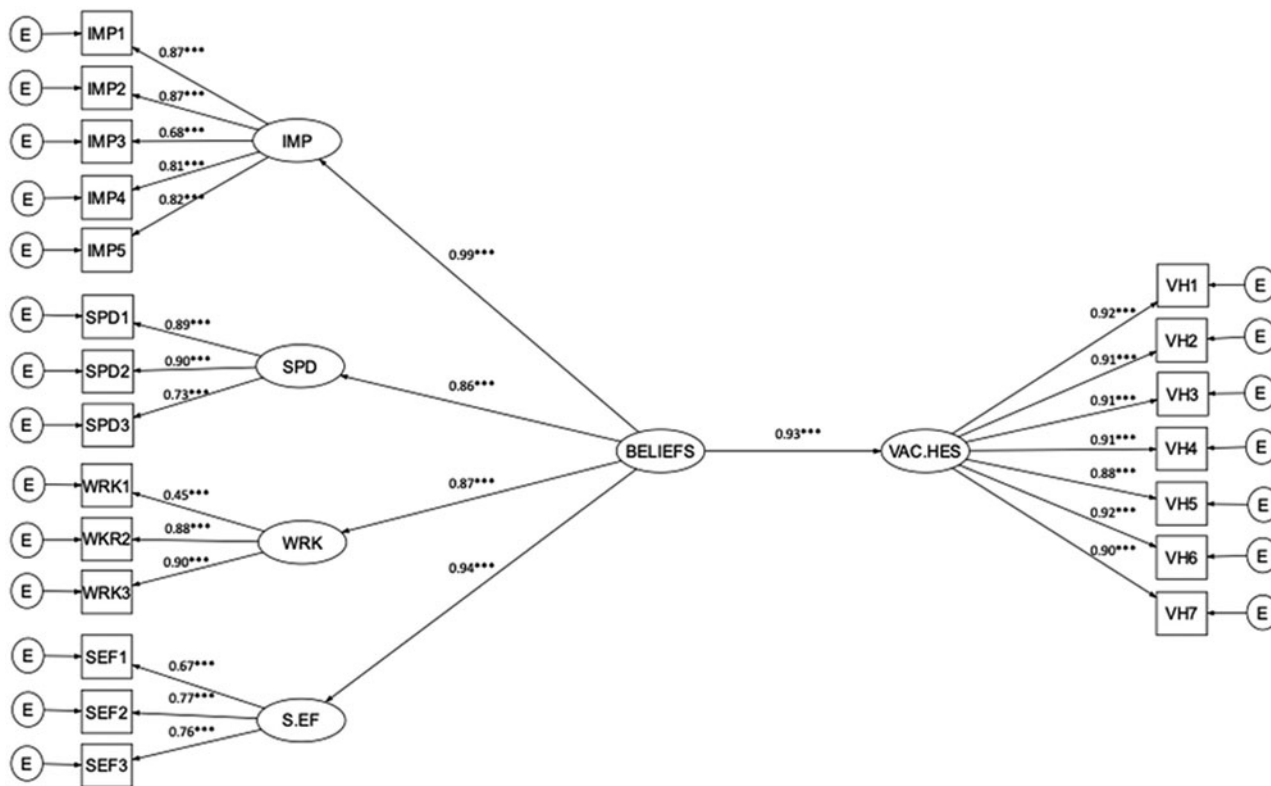 E IMP1
0.87***
E IMP2
0.87***
E IMP3 0.68*** IMP
0.81***
E IMP4
0.82***
E IMP5
0.99***
E SPD1
0.89***
E SPD2 0.90*** SPD
0.73***
E SPD3
0.86***
E WRK1
0.45***
E WKR2 0.88*** WRK
0.90***
E WRK3
0.87***
E SEF1
0.67***
E SEF2 0.77*** S.EF
0.76***
E SEF3
0.94***
BELIEFS 0.93*** VAC.HES
0.92*** VH1 E
0.91*** VH2 E
0.91*** VH3 E
0.91*** VH4 E
0.88*** VH5 E
0.92*** VH6 E
0.90*** VH7 E